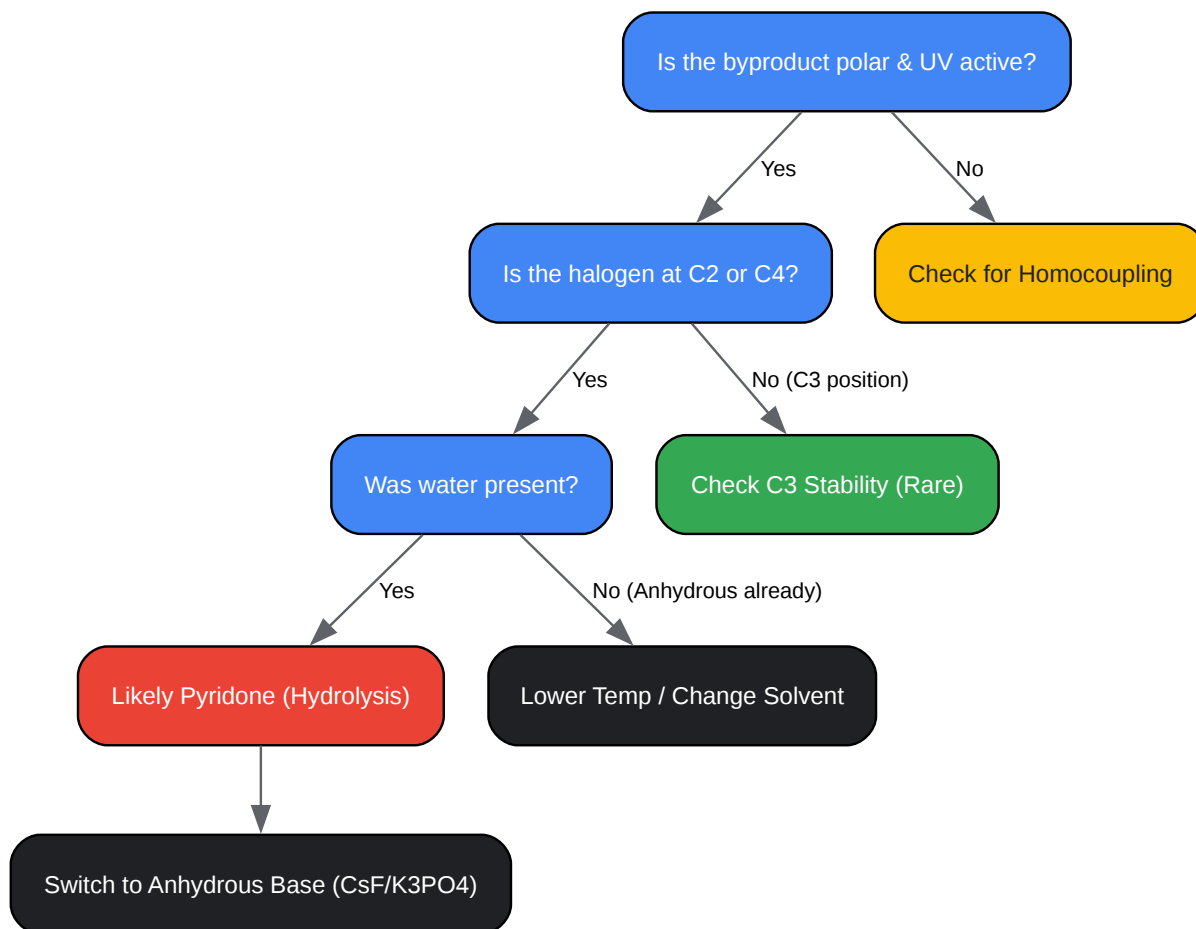 Is the byproduct polar & UV active?
Yes
No
Is the halogen at C2 or C4?
Check for Homocoupling
Yes
No (C3 position)
Was water present?
Check C3 Stability (Rare)
Yes
No (Anhydrous already)
Likely Pyridone (Hydrolysis)
Lower Temp / Change Solvent
Switch to Anhydrous Base (CsF/K3PO4)